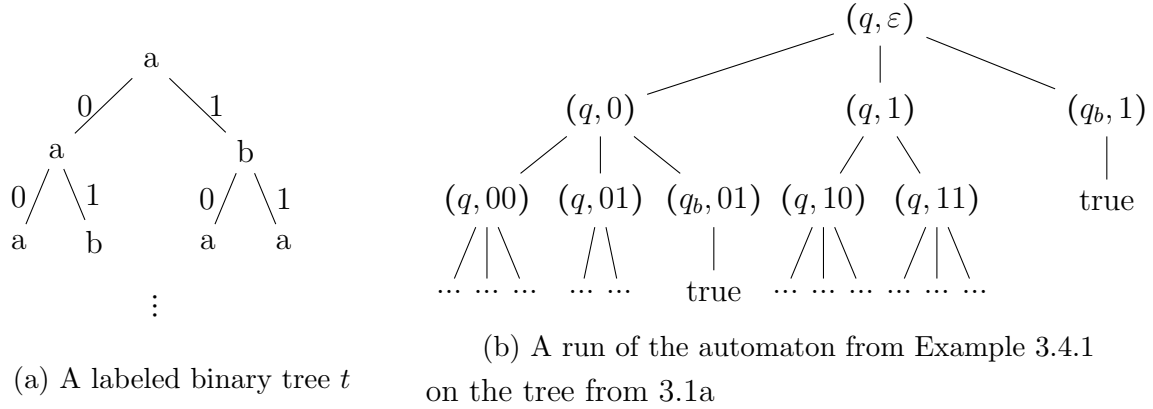 a
0 1
a b
0 1 0 1
a b a a
⋮
(a) A labeled binary tree t
(q, ε)
(q, 0) (q, 1) (q_b, 1)
(q, 00) (q, 01) (q_b, 01) (q, 10) (q, 11) true
... ... ... ... ... true ... ... ... ... ... ...
(b) A run of the automaton from Example 3.4.1
on the tree from 3.1a